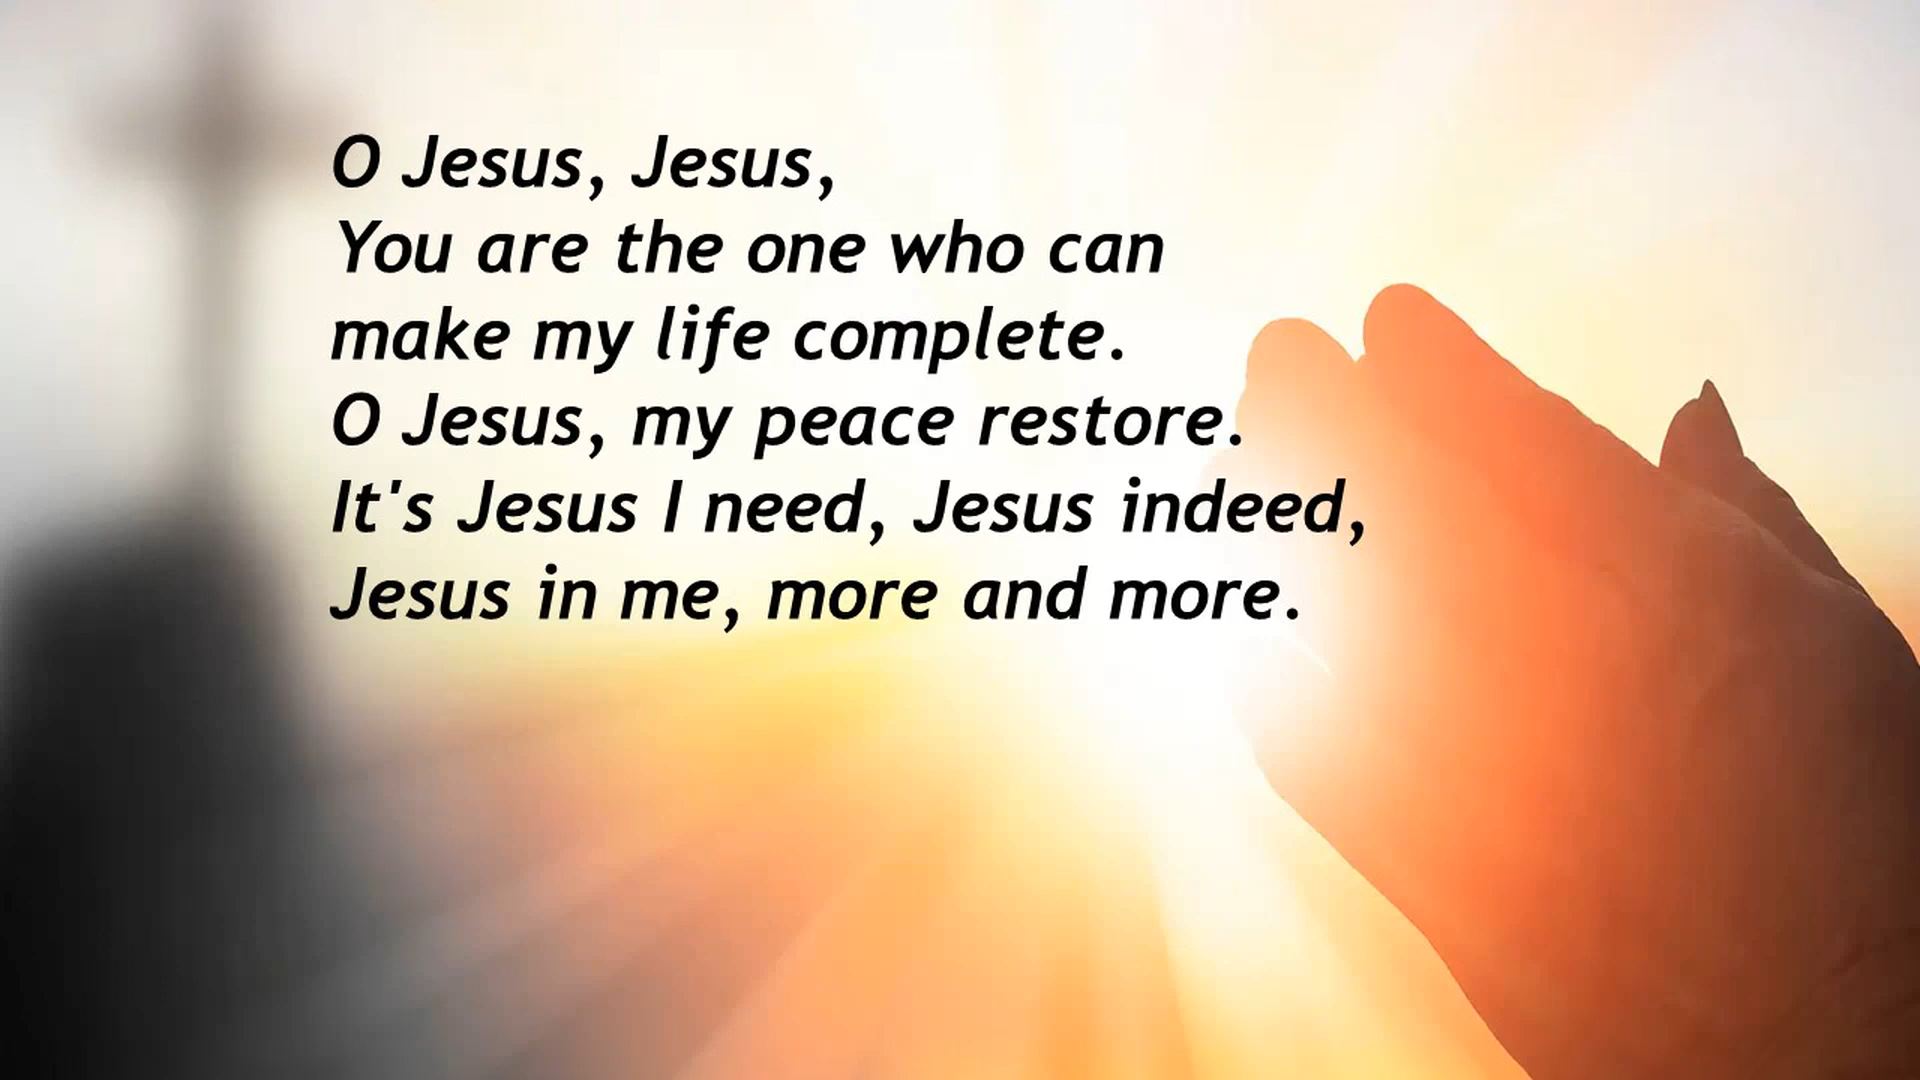 O Jesus, Jesus,
You are the one who can
make my life complete.
O Jesus, my peace restore.
It's Jesus I need, Jesus indeed,
Jesus in me, more and more.